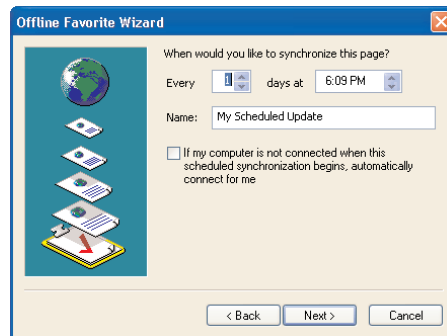 Offline Favorite Wizard
When would you like to synchronize this page?
Every 1 days at 6:09 PM
Name: My Scheduled Update
If my computer is not connected when this
scheduled synchronization begins, automatically
connect for me
< Back Next > Cancel